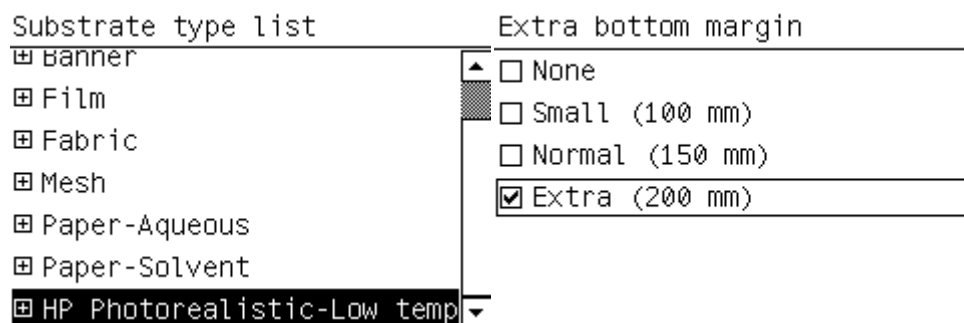 Substrate type list
Banner
Film
Fabric
Mesh
Paper-Aqueous
Paper-Solvent
HP Photorealistic-Low temp
Extra bottom margin
None
Small (100 mm)
Normal (150 mm)
Extra (200 mm)